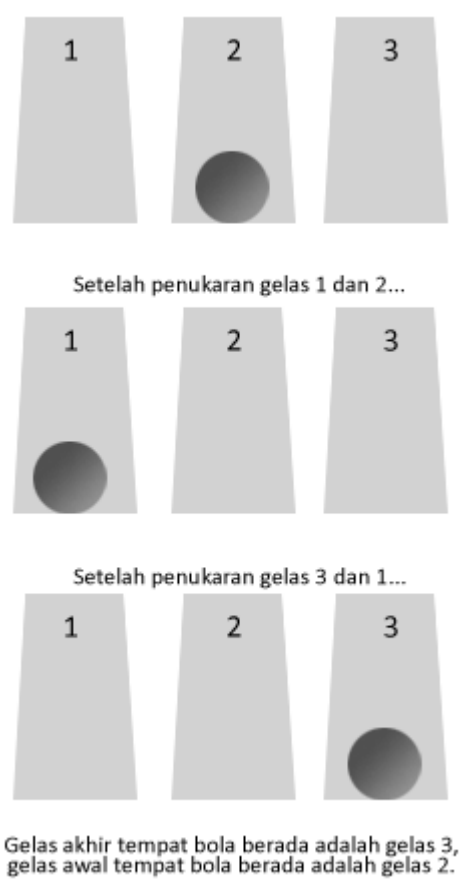 1 2 3
Setelah penukaran gelas 1 dan 2...
1 2 3
Setelah penukaran gelas 3 dan 1...
1 2 3
Gelas akhir tempat bola berada adalah gelas 3,
gelas awal tempat bola berada adalah gelas 2.